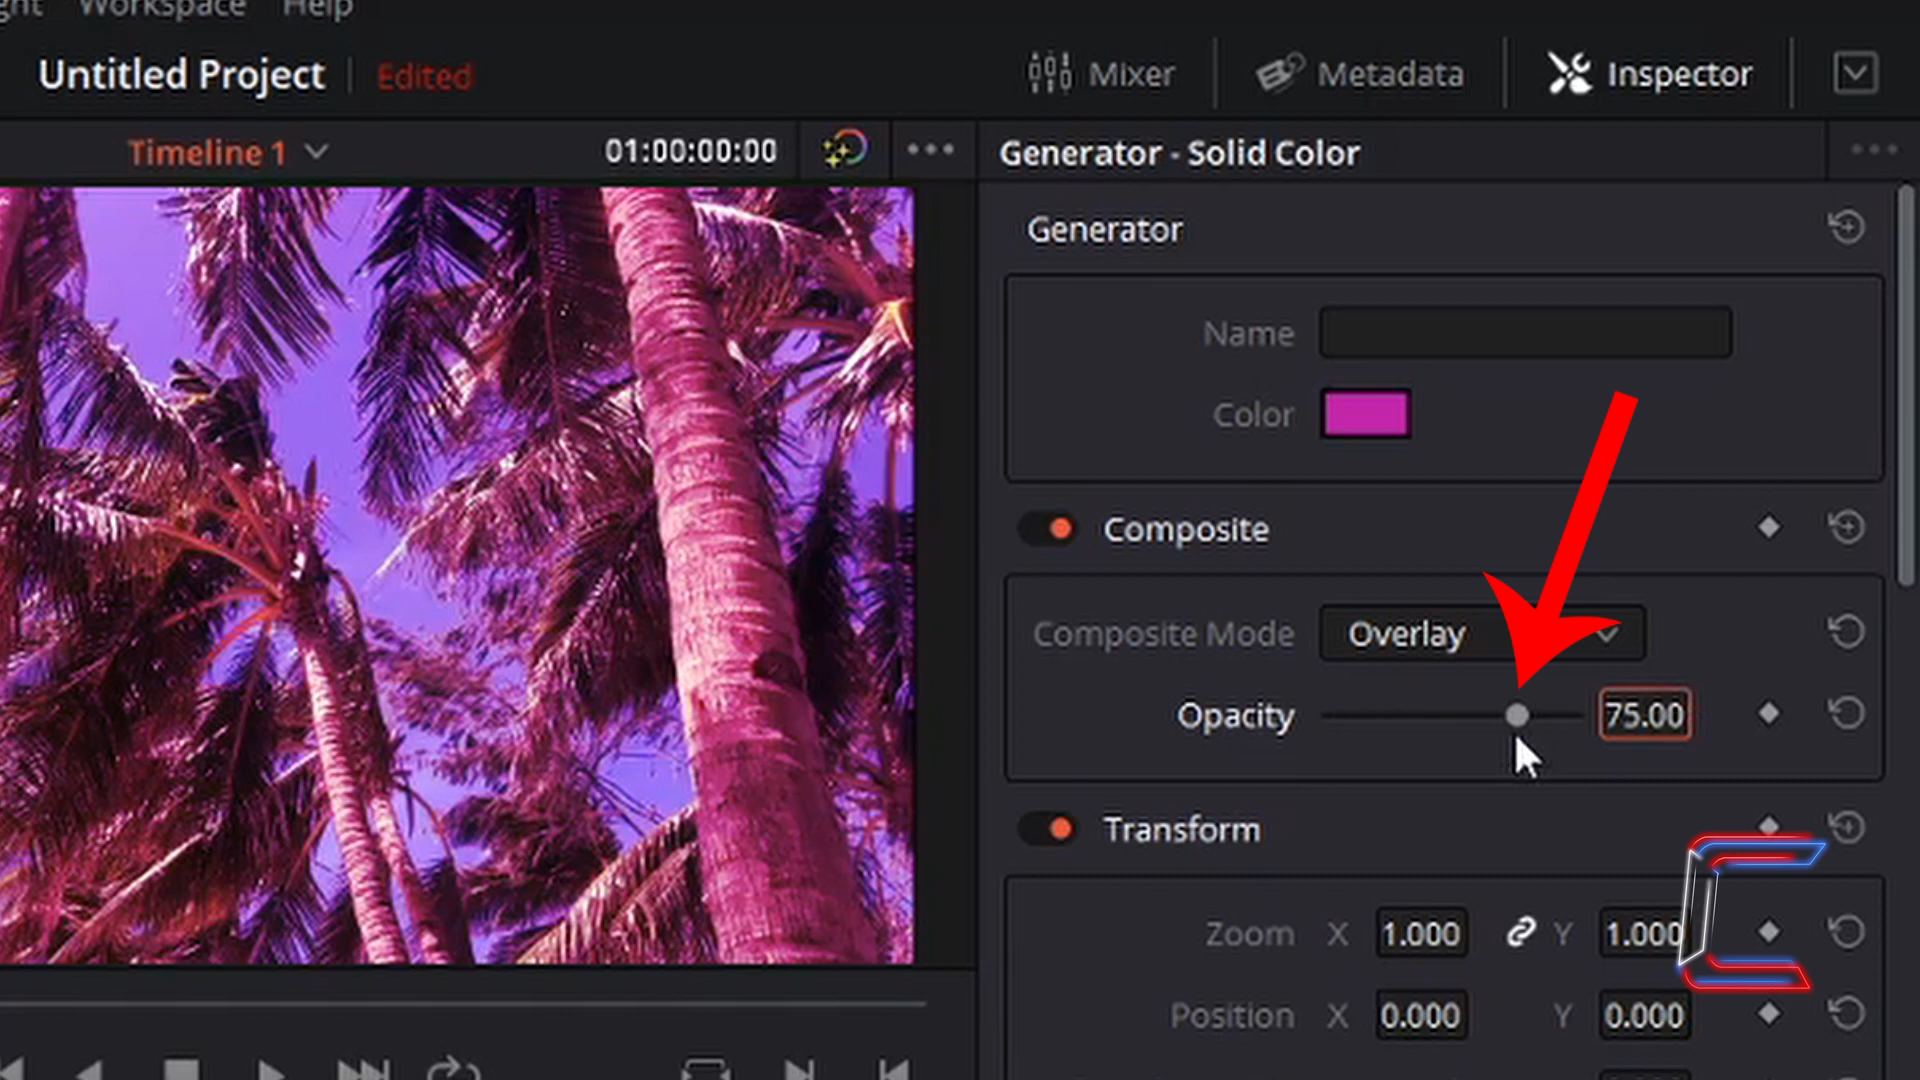 Workspace Help
Untitled Project Edited
Mixer Metadata Inspector
Timeline 1 01:00:00:00
Generator - Solid Color
Generator
Name
Color
Composite
Composite Mode Overlay
Opacity 75.00
Transform
Zoom X 1.000 Y 1.000
Position X 0.000 Y 0.000